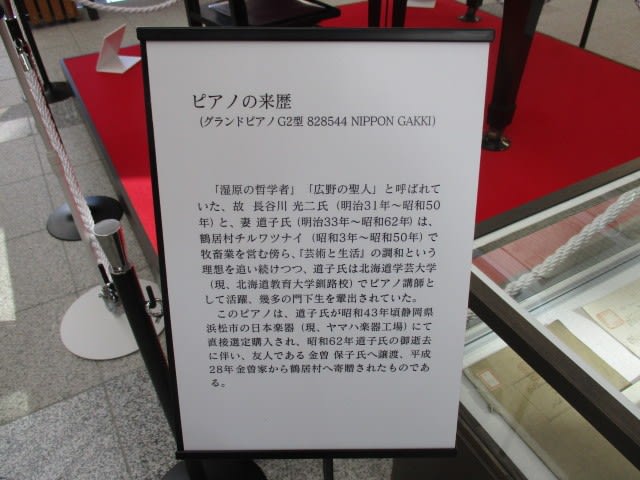 ピアノの来歴
(グランドピアノG2型 828544 NIPPON GAKKI)
「湿原の哲学者」「広野の聖人」と呼ばれて
いた、故 長谷川 光二氏(明治31年～昭和50
年)と、妻 道子氏(明治33年～昭和62年)は、
鶴居村チルワツナイ(昭和3年～昭和50年)で
牧畜業を営む傍ら、「芸術と生活」の調和という
理想を追い続けつつ、道子氏は北海道学芸大学
(現、北海道教育大学釧路校)でピアノ講師と
して活躍、幾多の門下生を輩出されていた。
このピアノは、道子氏が昭和43年頃静岡県
浜松市の日本楽器(現、ヤマハ楽器工場)にて
直接選定購入され、昭和62年道子氏の御逝去
に伴い、友人である 金曽 保子氏へ譲渡、平成
28年金曽家から鶴居村へ寄贈されたものであ
る。